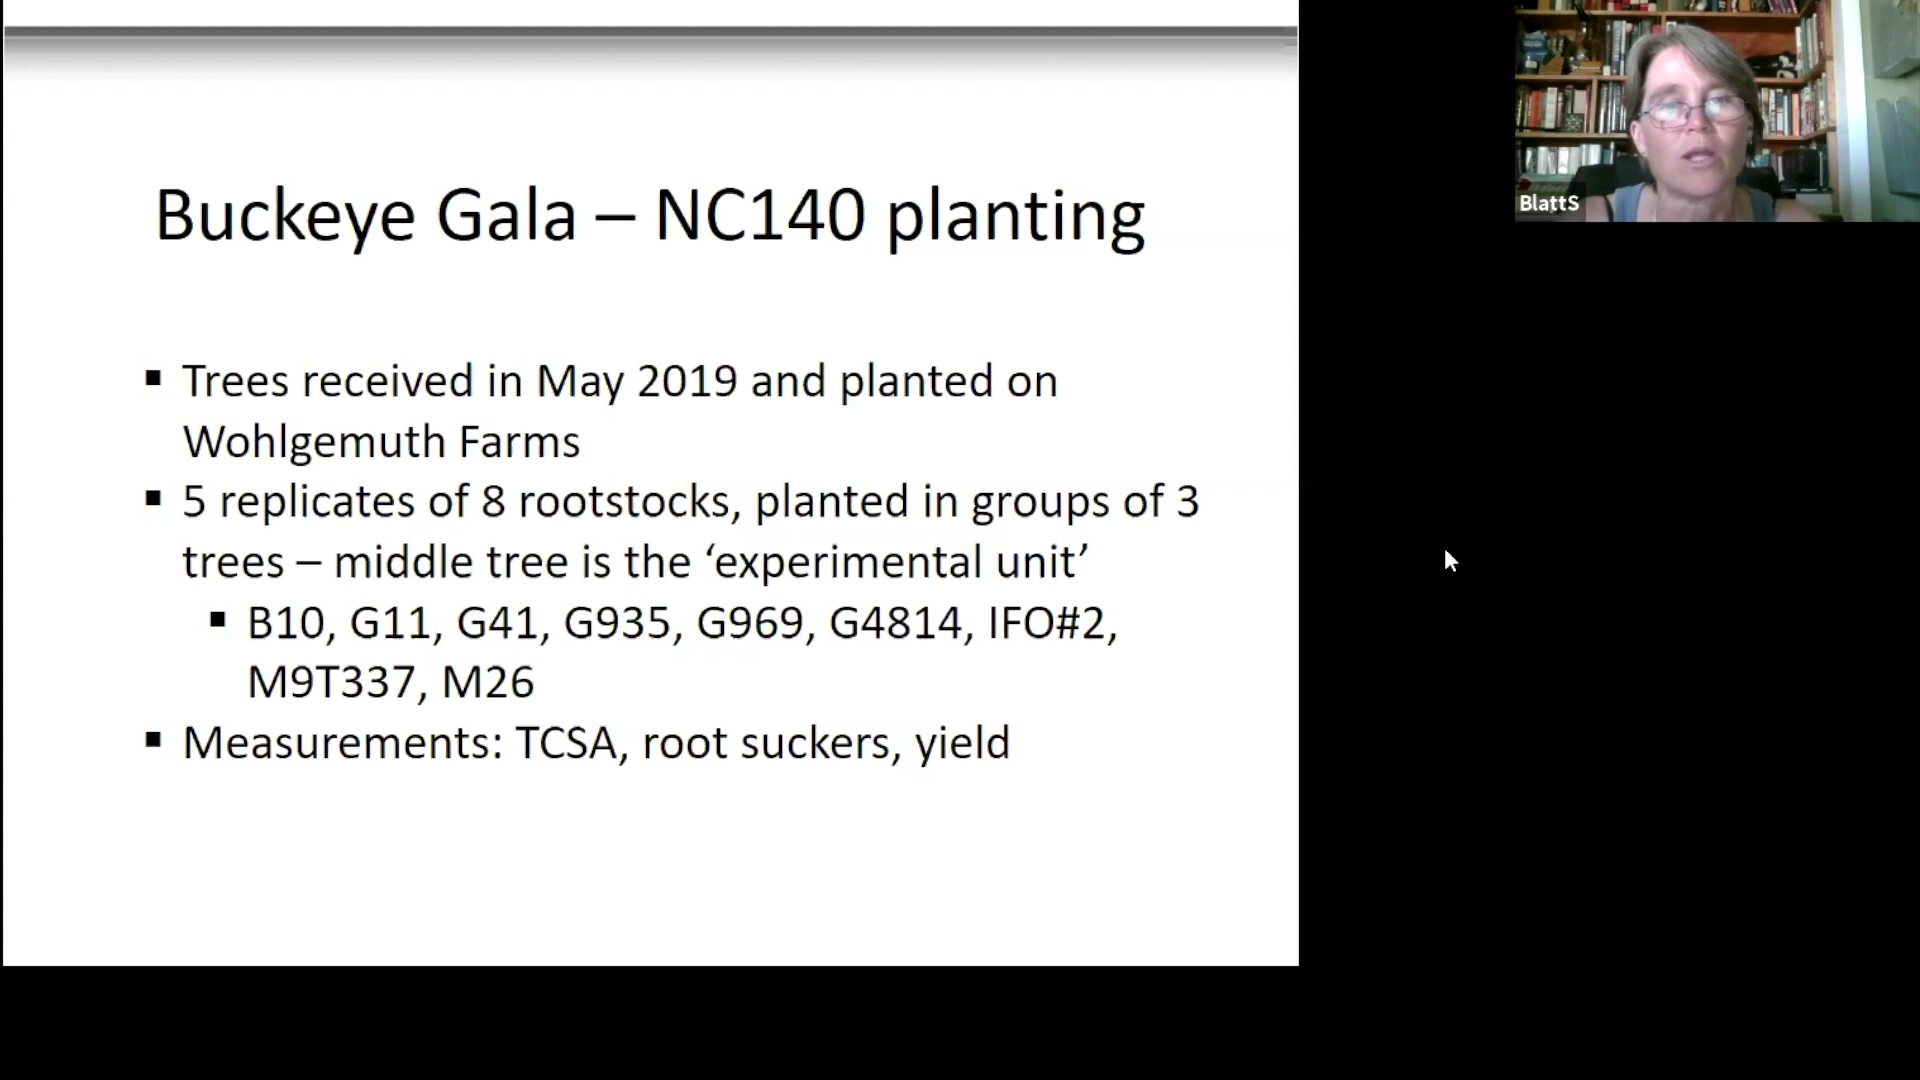 Buckeye Gala – NC140 planting
▪ Trees received in May 2019 and planted on
Wohlgemuth Farms
▪ 5 replicates of 8 rootstocks, planted in groups of 3
trees – middle tree is the ‘experimental unit’
▪ B10, G11, G41, G935, G969, G4814, IFO#2,
M9T337, M26
▪ Measurements: TCSA, root suckers, yield
BlattS